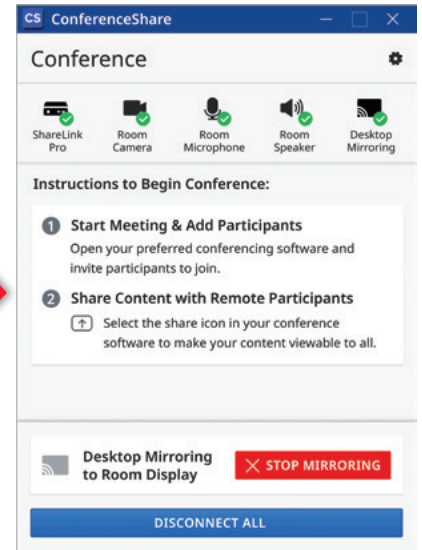 CS ConferenceShare
Conference
ShareLink Pro
Room Camera
Room Microphone
Room Speaker
Desktop Mirroring
Instructions to Begin Conference:
1 Start Meeting & Add Participants
Open your preferred conferencing software and
invite participants to join.
2 Share Content with Remote Participants
Select the share icon in your conference
software to make your content viewable to all.
Desktop Mirroring
to Room Display
STOP MIRRORING
DISCONNECT ALL